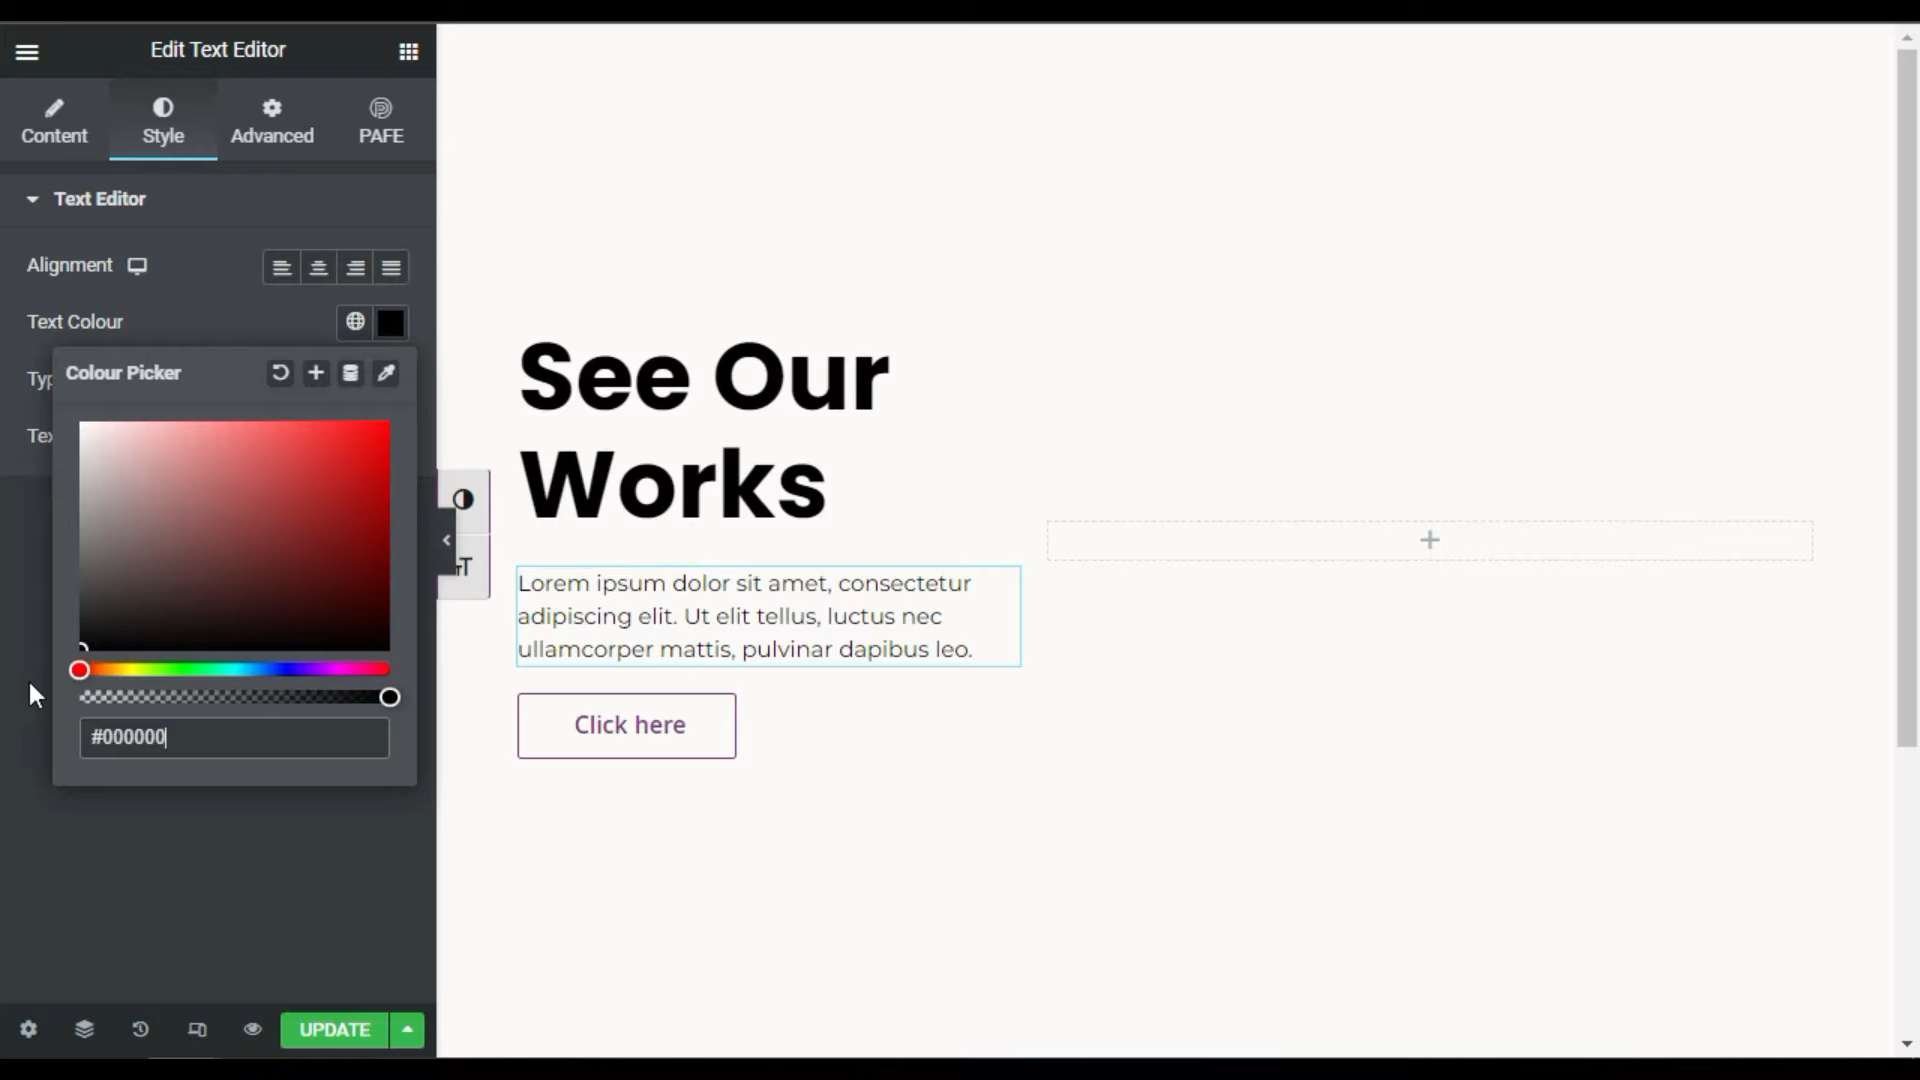 Edit Text Editor
Content
Style
Advanced
PAFE
Text Editor
Alignment
Text Colour
Typ
Colour Picker
Tex
#000000
UPDATE
See Our
Works
Lorem ipsum dolor sit amet, consectetur
adipiscing elit. Ut elit tellus, luctus nec
ullamcorper mattis, pulvinar dapibus leo.
Click here